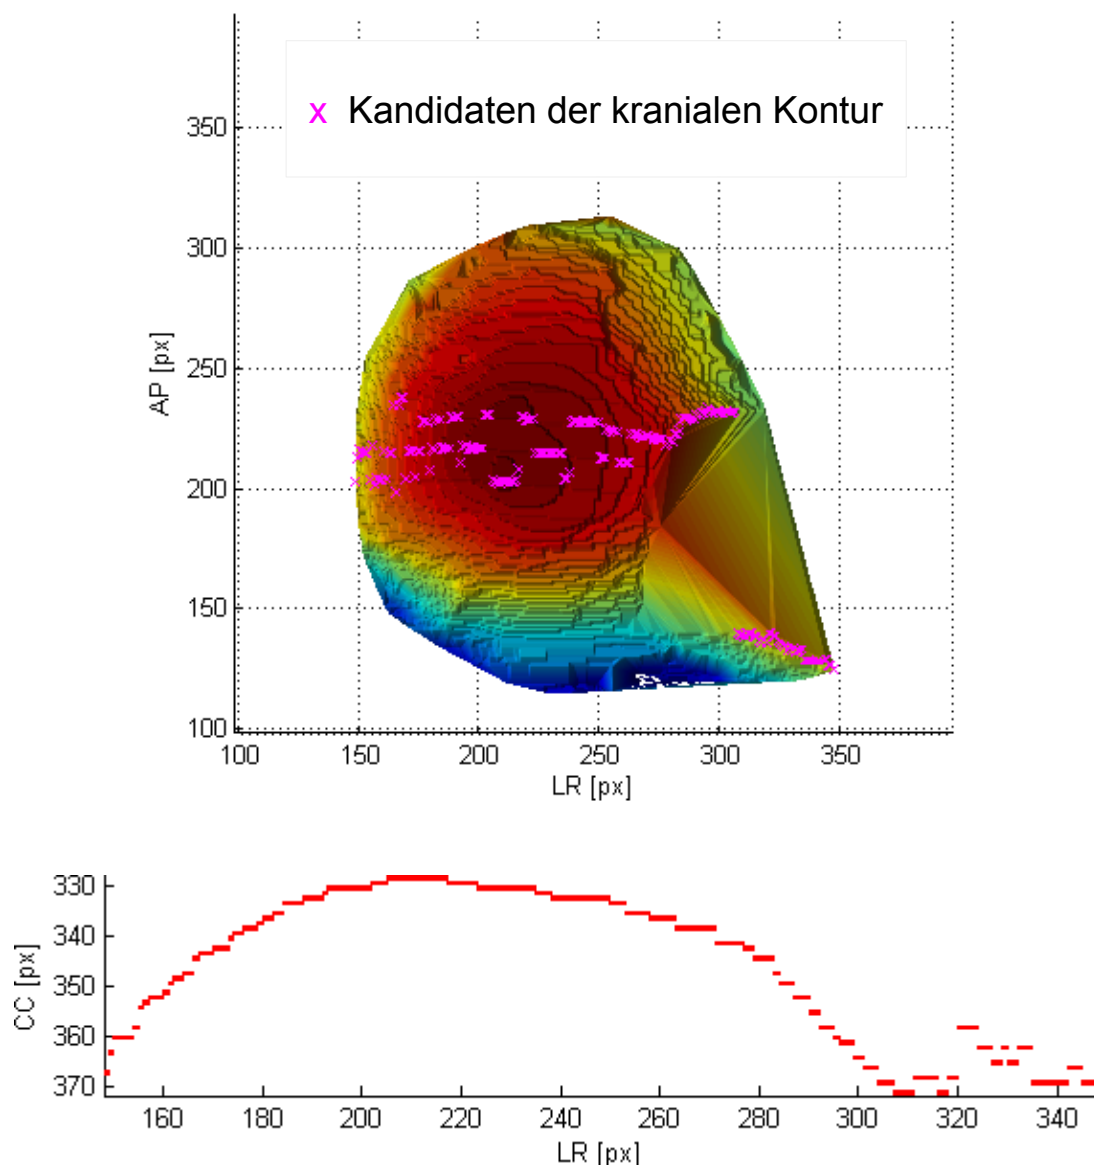 x Kandidaten der kranialen Kontur
350
300
250
200
150
100
AP [px]
100 150 200 250 300 350
LR [px]
330
340
350
360
370
CC [px]
160 180 200 220 240 260 280 300 320 340
LR [px]